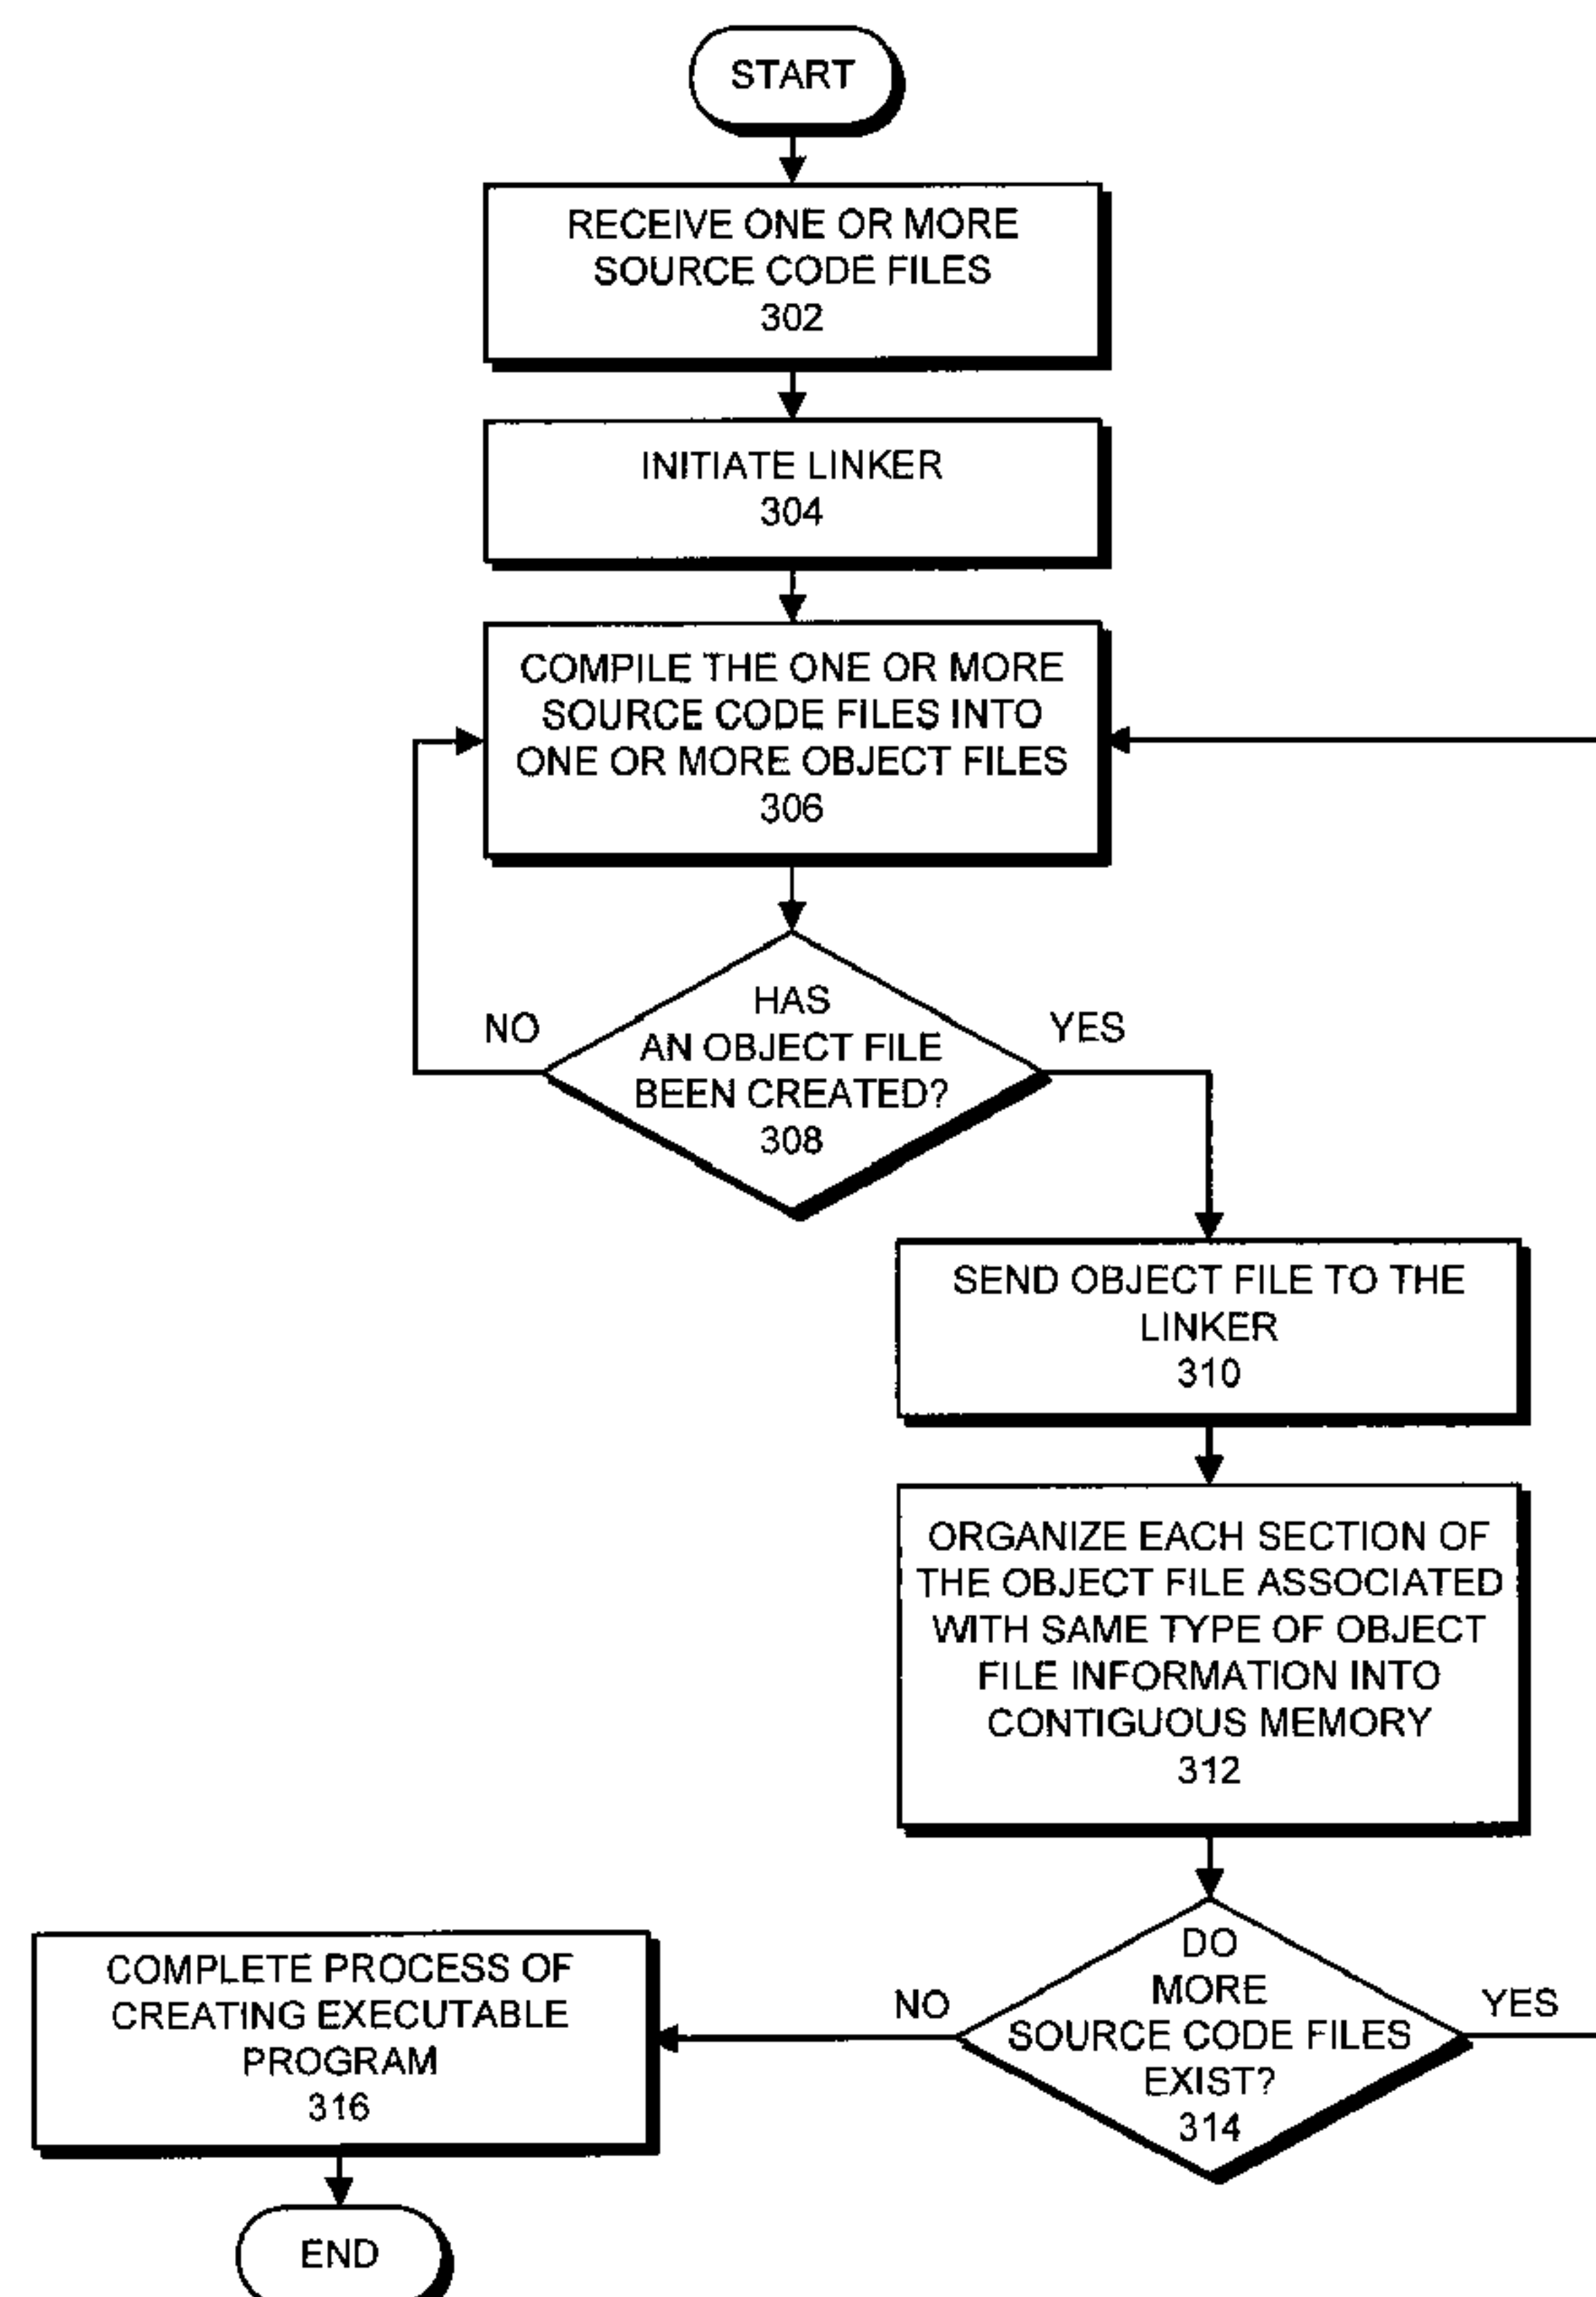 START
RECEIVE ONE OR MORE
SOURCE CODE FILES
302
INITIATE LINKER
304
COMPILE THE ONE OR MORE
SOURCE CODE FILES INTO
ONE OR MORE OBJECT FILES
306
HAS
AN OBJECT FILE
BEEN CREATED?
308
NO
YES
SEND OBJECT FILE TO THE
LINKER
310
ORGANIZE EACH SECTION OF
THE OBJECT FILE ASSOCIATED
WITH SAME TYPE OF OBJECT
FILE INFORMATION INTO
CONTIGUOUS MEMORY
312
DO
MORE
SOURCE CODE FILES
EXIST?
314
NO
YES
COMPLETE PROCESS OF
CREATING EXECUTABLE
PROGRAM
316
END